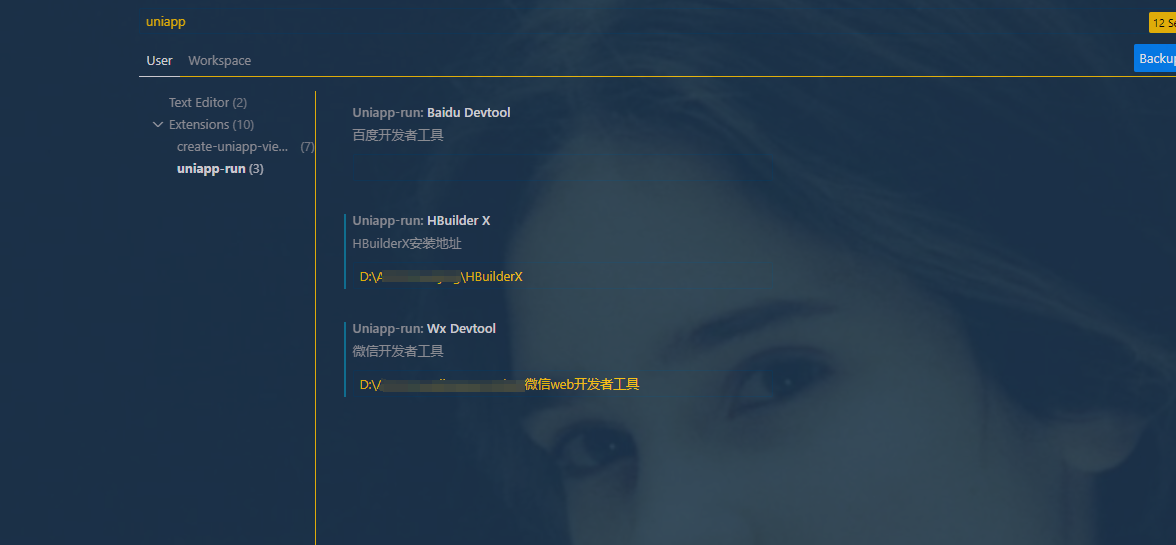 uniapp
12 Se
User Workspace
Backup
Text Editor (2)
Extensions (10)
create-uniapp-vie... (7)
uniapp-run (3)
Uniapp-run: Baidu Devtool
百度开发者工具
Uniapp-run: HBuilder X
HBuilderX安装地址
D:\A \HBuilderX
Uniapp-run: Wx Devtool
微信开发者工具
D:\ 微信web开发者工具